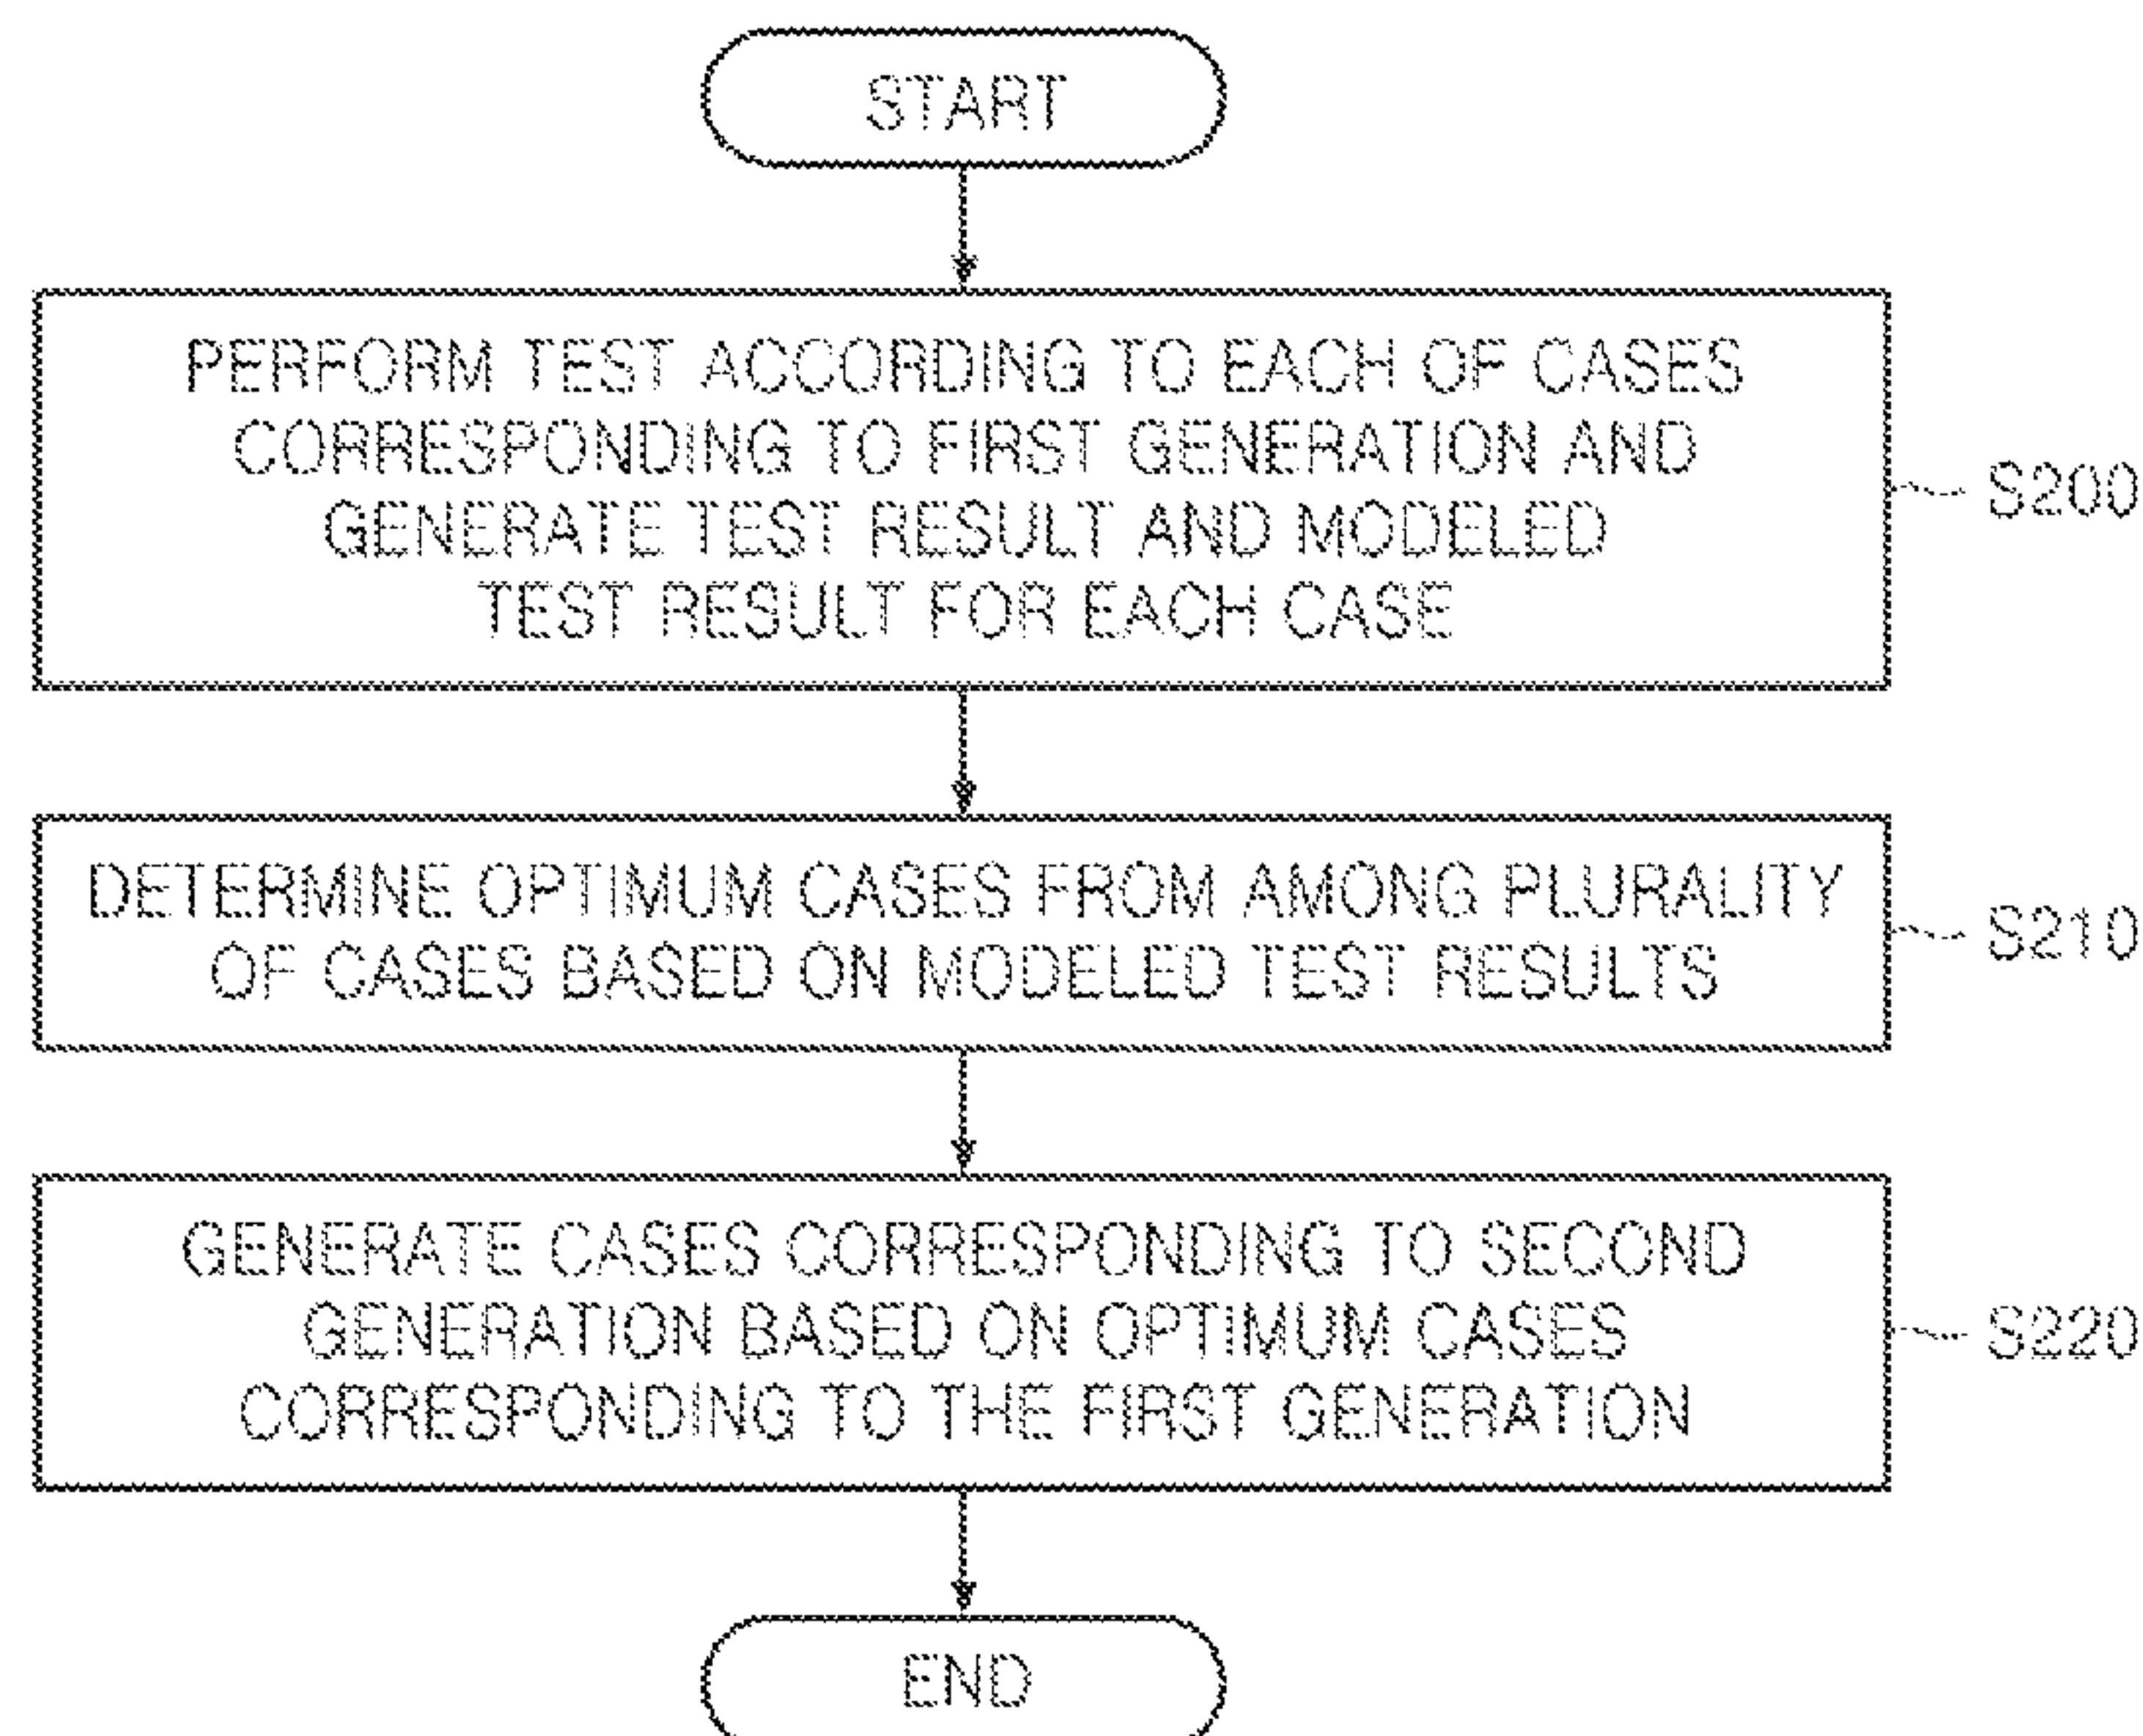 START
PERFORM TEST ACCORDING TO EACH OF CASES
CORRESPONDING TO FIRST GENERATION AND
GENERATE TEST RESULT AND MODELED
TEST RESULT FOR EACH CASE
S200
DETERMINE OPTIMUM CASES FROM AMONG PLURALITY
OF CASES BASED ON MODELED TEST RESULTS
S210
GENERATE CASES CORRESPONDING TO SECOND
GENERATION BASED ON OPTIMUM CASES
CORRESPONDING TO THE FIRST GENERATION
S220
END